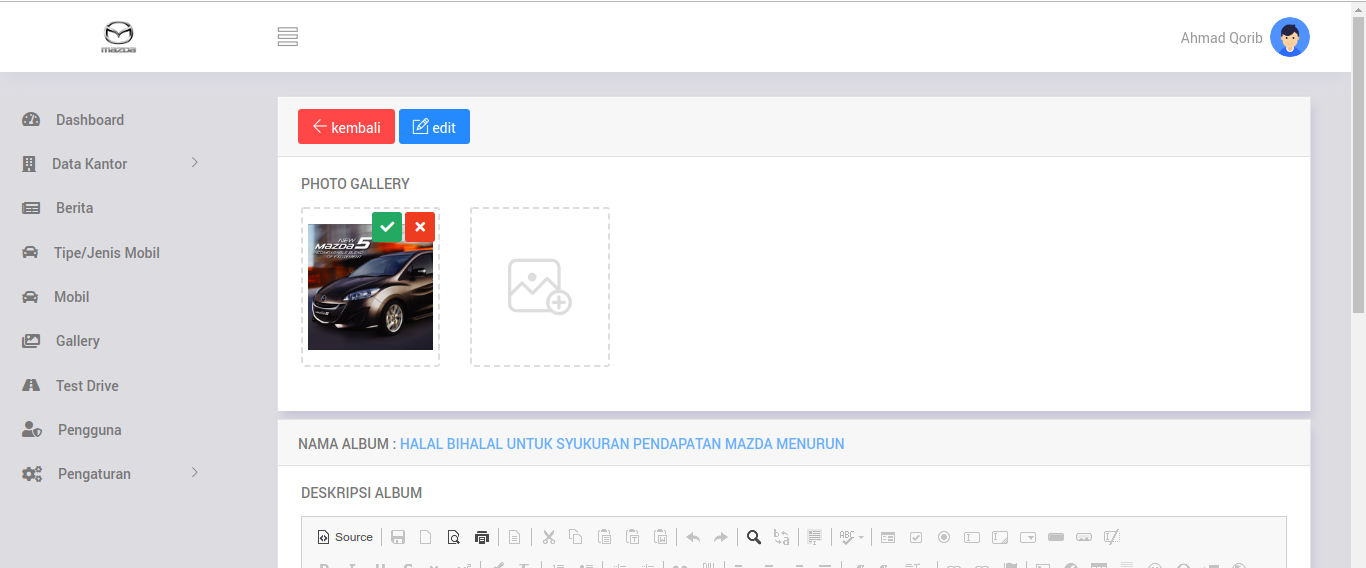 mazda
Ahmad Qorib
Dashboard
Data Kantor
Berita
Tipe/Jenis Mobil
Mobil
Gallery
Test Drive
Pengguna
Pengaturan
kembali
edit
PHOTO GALLERY
NEW
mazda 5
NAMA ALBUM : HALAL BIHALAL UNTUK SYUKURAN PENDAPATAN MAZDA MENURUN
DESKRIPSI ALBUM
Source